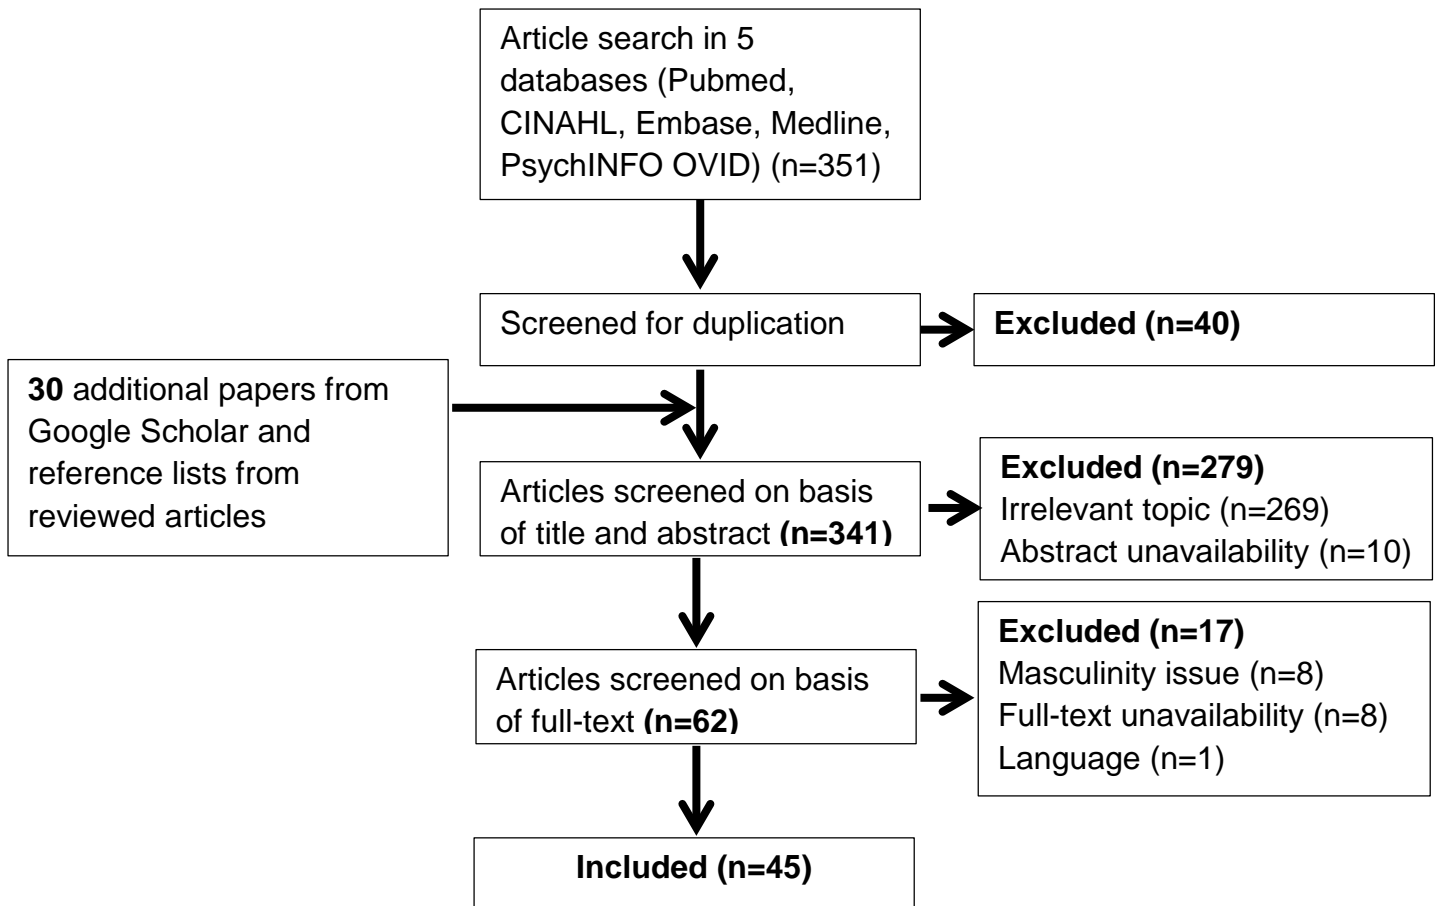 Article search in 5
databases (Pubmed,
CINAHL, Embase, Medline,
PsychINFO OVID) (n=351)
Screened for duplication
Excluded (n=40)
30 additional papers from
Google Scholar and
reference lists from
reviewed articles
Articles screened on basis
of title and abstract (n=341)
Excluded (n=279)
Irrelevant topic (n=269)
Abstract unavailability (n=10)
Articles screened on basis
of full-text (n=62)
Excluded (n=17)
Masculinity issue (n=8)
Full-text unavailability (n=8)
Language (n=1)
Included (n=45)